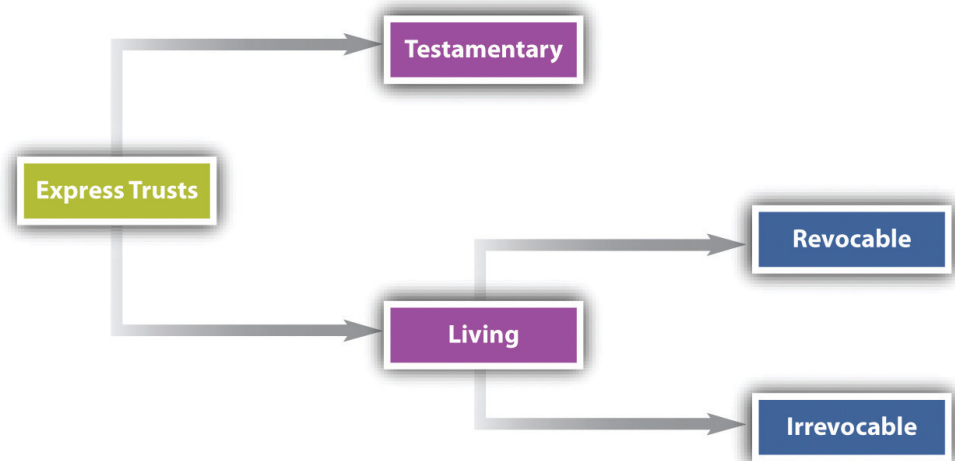 Testamentary
Express Trusts
Revocable
Living
Irrevocable